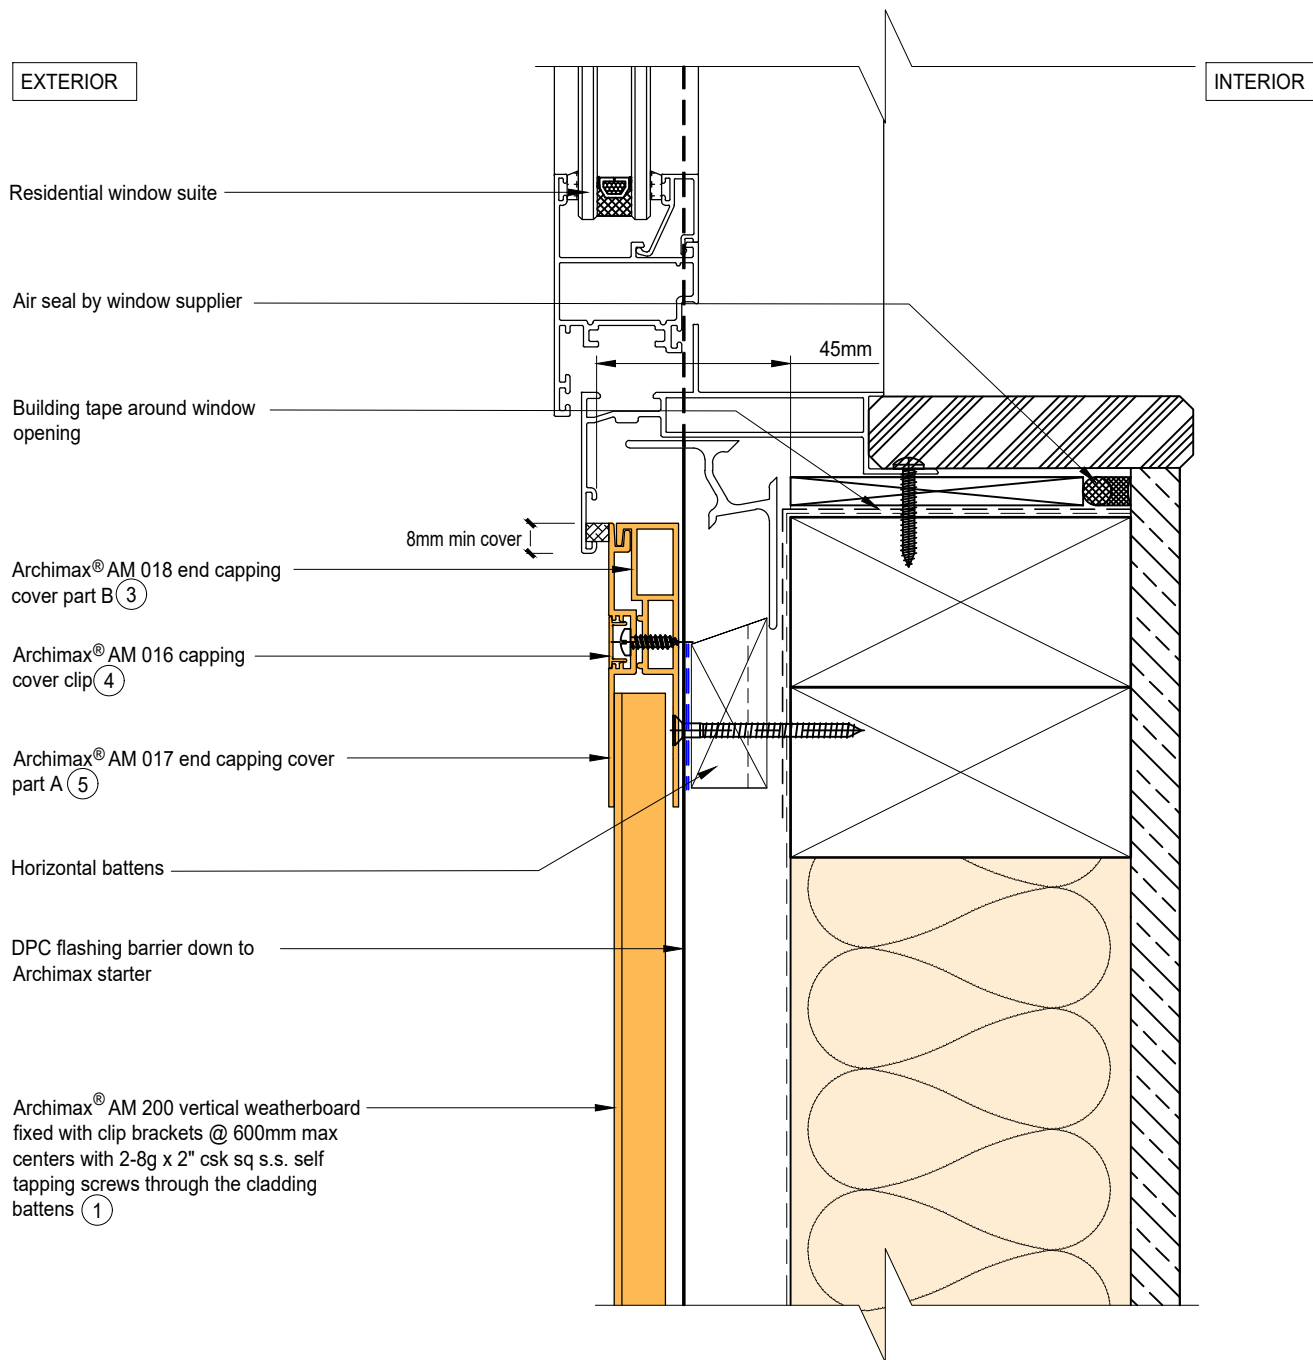 EXTERIOR
INTERIOR
Residential window suite
Air seal by window supplier
45mm
Building tape around window
opening
8mm min cover
Archimax® AM 018 end capping
cover part B 3
Archimax® AM 016 capping
cover clip 4
Archimax® AM 017 end capping cover
part A 5
Horizontal battens
DPC flashing barrier down to
Archimax starter
Archimax® AM 200 vertical weatherboard
fixed with clip brackets @ 600mm max
centers with 2-8g x 2" csk sq s.s. self
tapping screws through the cladding
battens 1